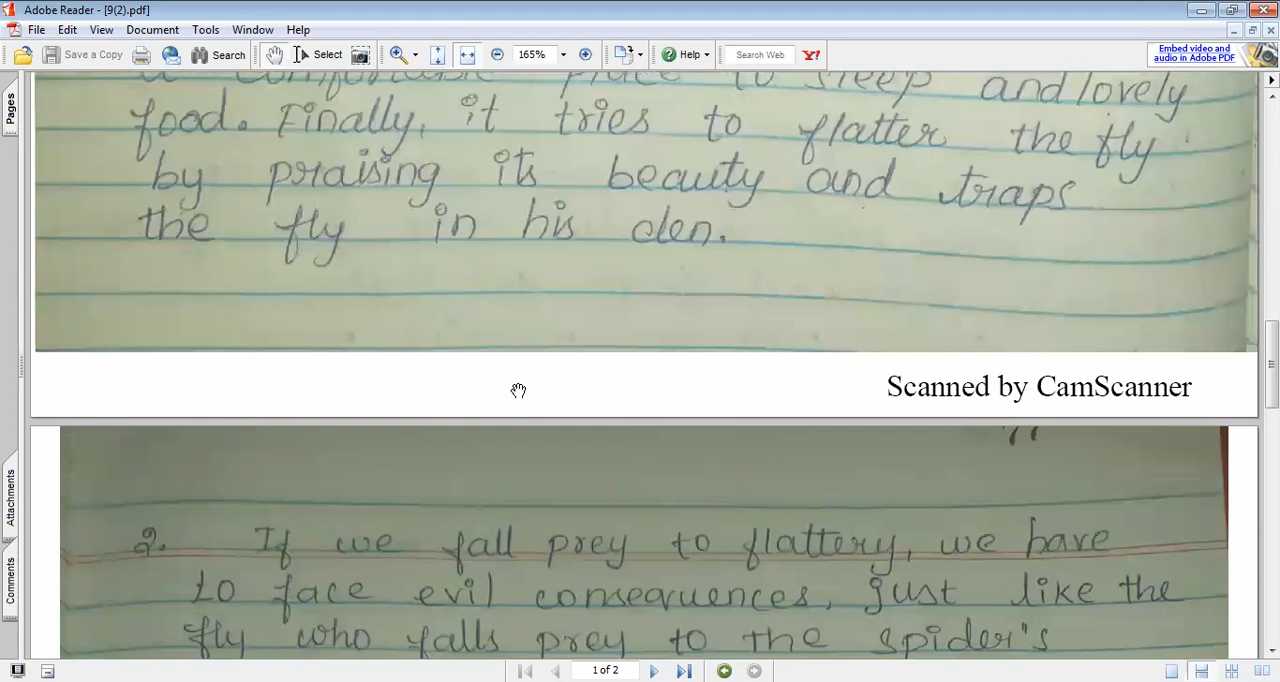 Adobe Reader - [9(2).pdf]
File Edit View Document Tools Window Help
Save a Copy Search Select 165% Help Search Web Y! Embed video and
audio in Adobe PDF
Pages
a comfortable place to sleep and lovely
food. Finally, it tries to flatter the fly
by praising its beauty and traps
the fly in his den.
Scanned by CamScanner
2. If we fall prey to flattery, we have
to face evil consequences, just like the
fly who falls prey to the spider's
Attachments
Comments
1 of 2